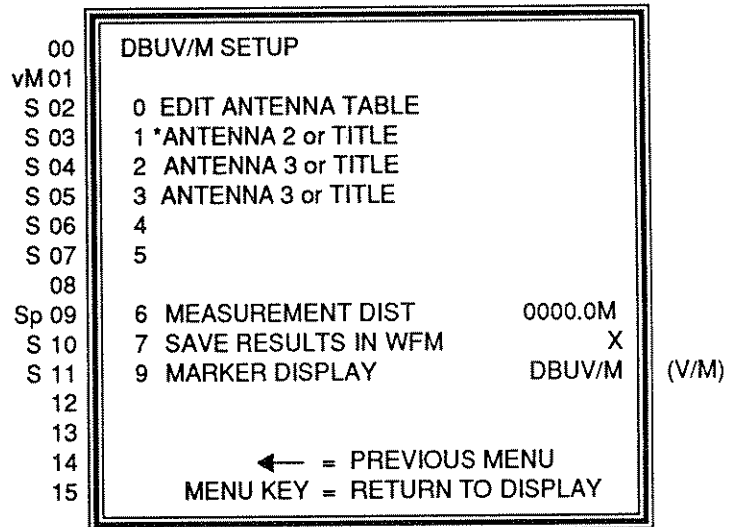 00 DBUV/M SETUP
vM 01
S 02 0 EDIT ANTENNA TABLE
S 03 1 *ANTENNA 2 or TITLE
S 04 2 ANTENNA 3 or TITLE
S 05 3 ANTENNA 3 or TITLE
S 06 4
S 07 5
08
Sp 09 6 MEASUREMENT DIST 0000.0M
S 10 7 SAVE RESULTS IN WFM X
S 11 9 MARKER DISPLAY DBUV/M (V/M)
12
13
14 ← = PREVIOUS MENU
15 MENU KEY = RETURN TO DISPLAY